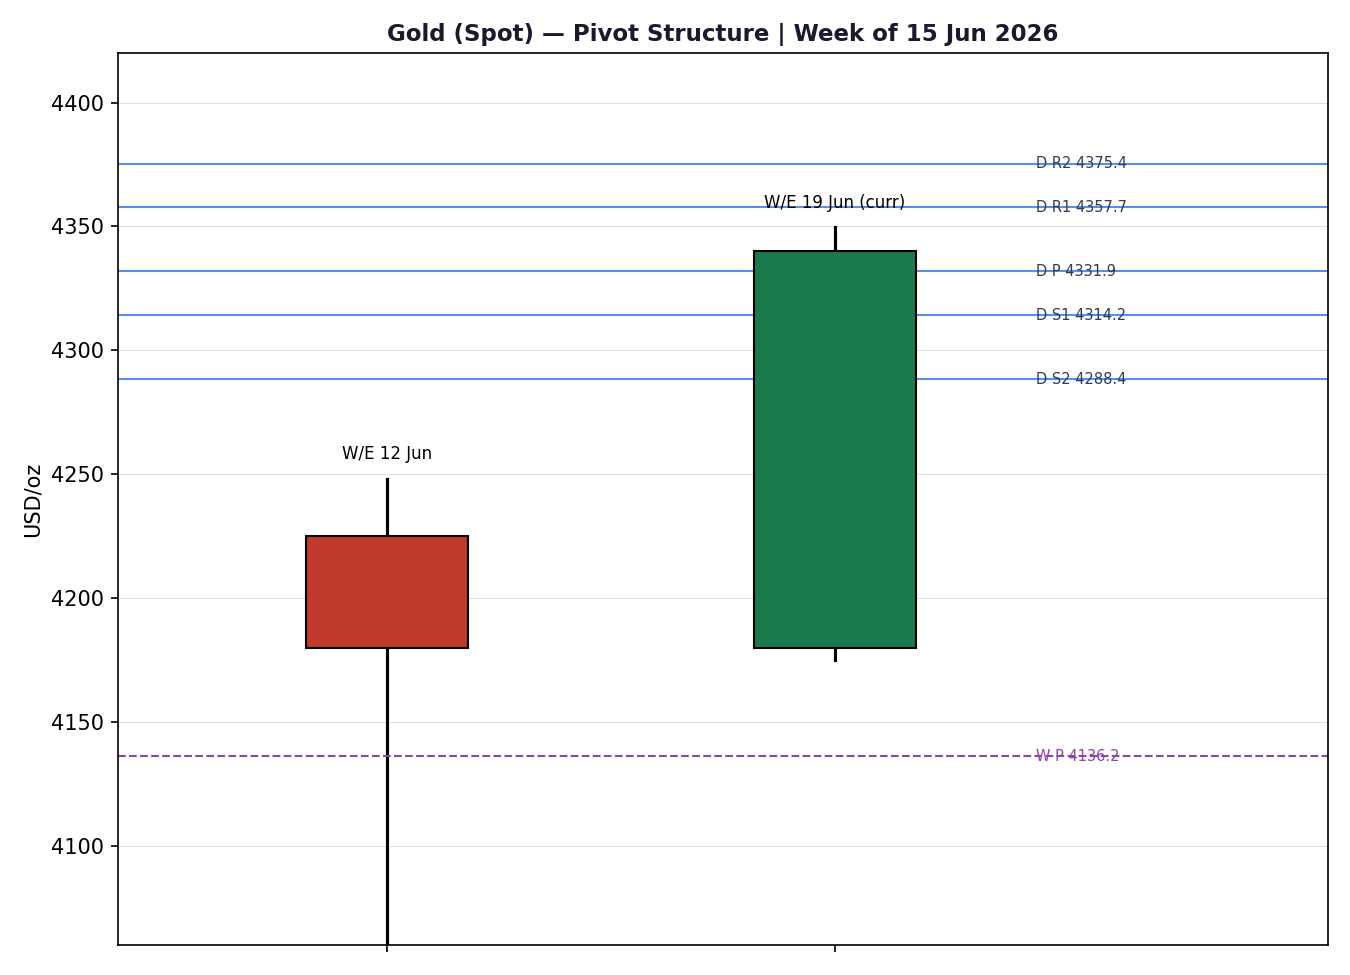 Gold (Spot) — Pivot Structure | Week of 15 Jun 2026
4400
D R2 4375.4
W/E 19 Jun (curr)
D R1 4357.7
4350
D P 4331.9
D S1 4314.2
4300
D S2 4288.4
W/E 12 Jun
4250
USD/oz
4200
4150
W P 4136.2
4100